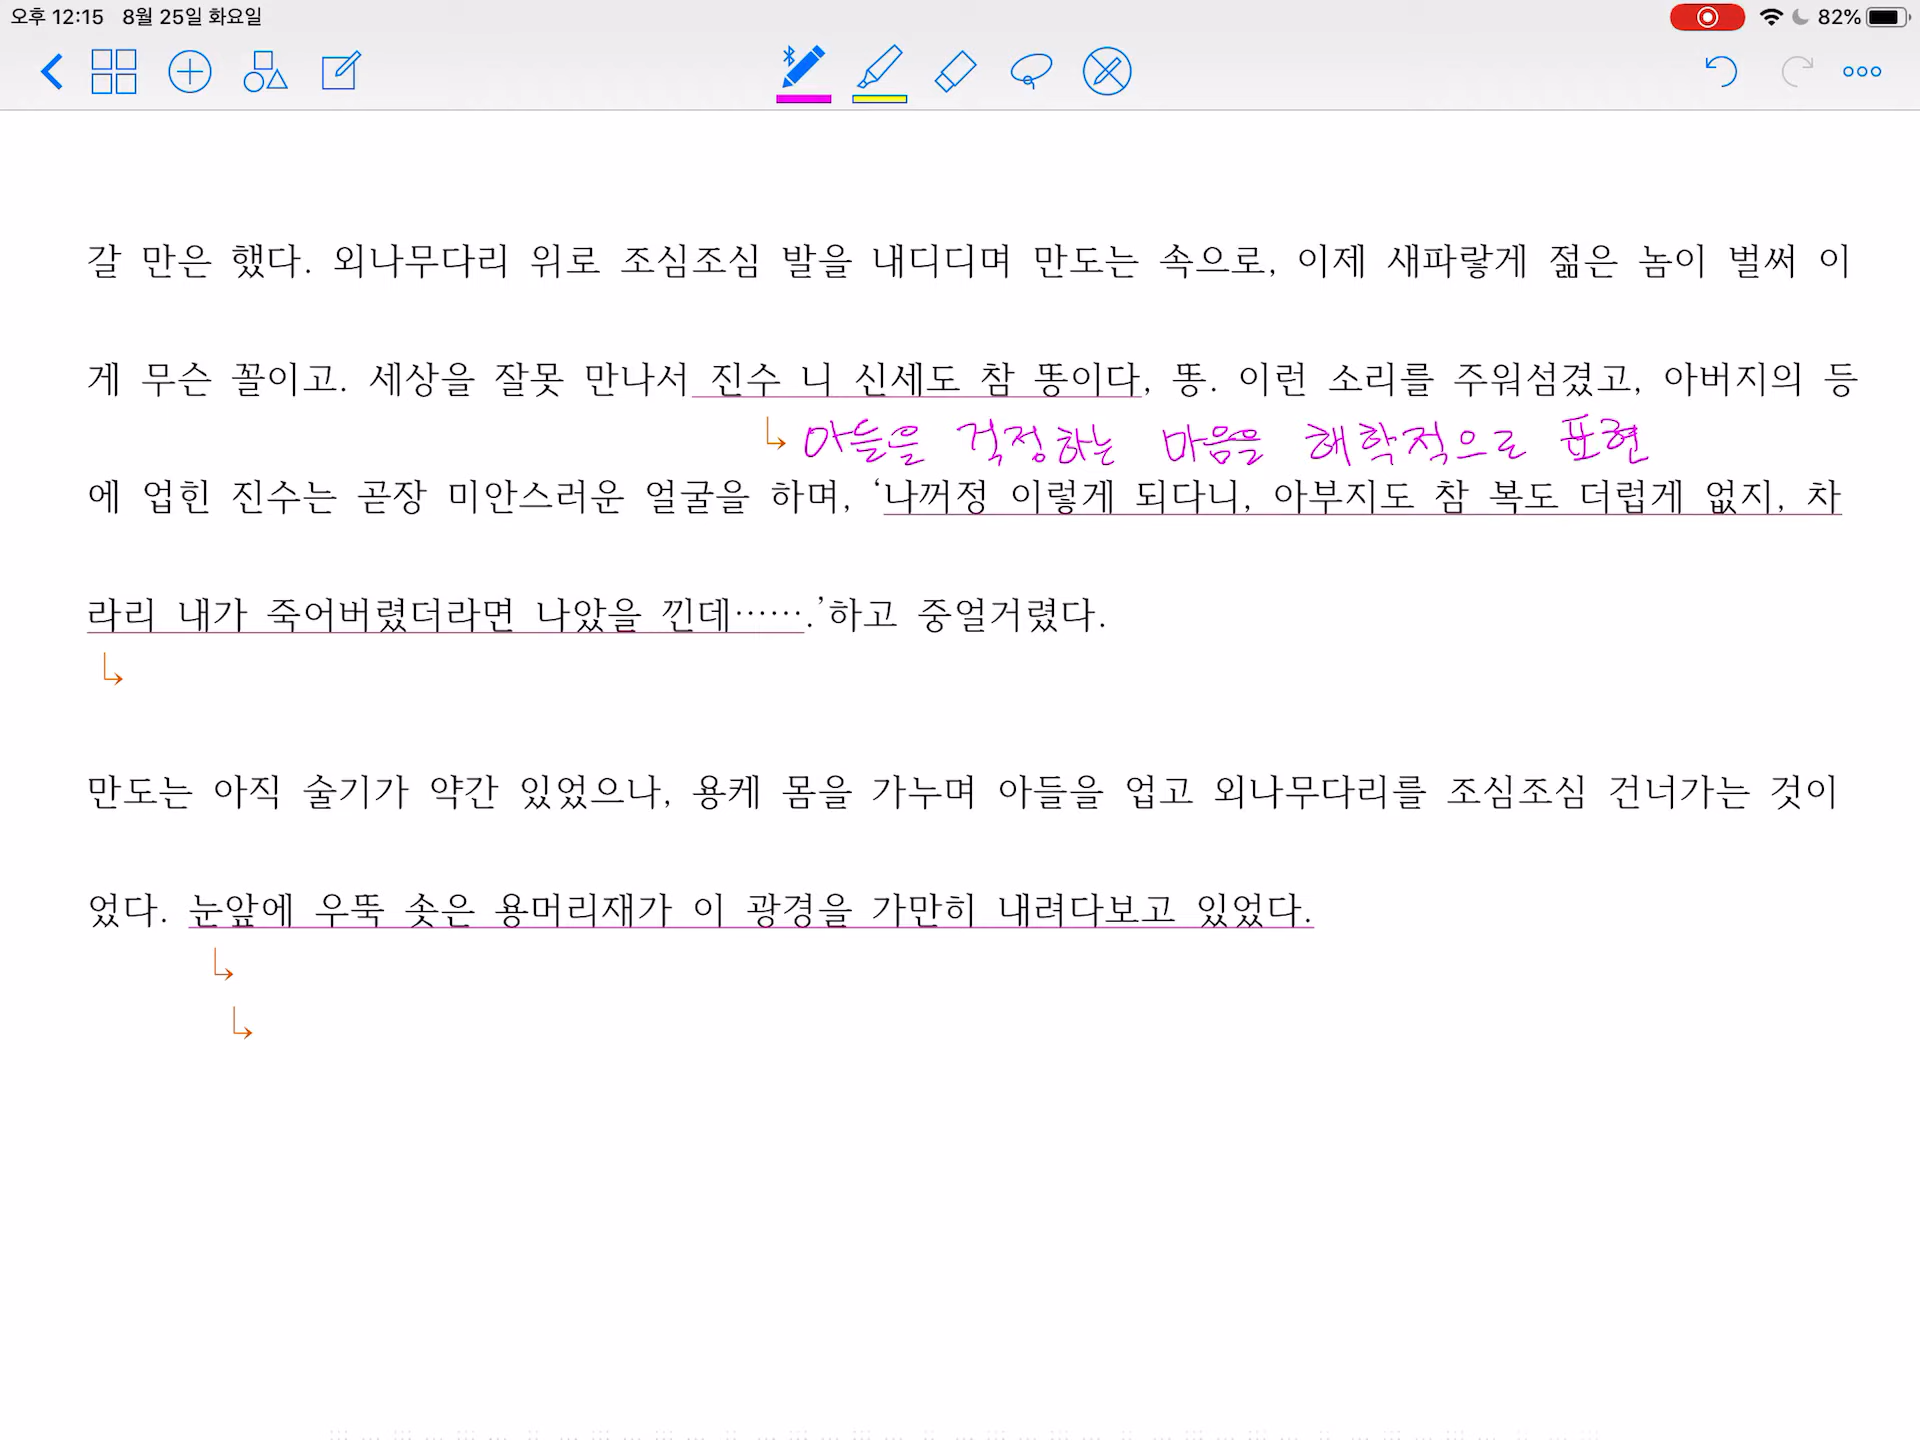 오후 12:15 8월 25일 화요일
82%
갈 만은 했다. 외나무다리 위로 조심조심 발을 내디디며 만도는 속으로, 이제 새파랗게 젊은 놈이 벌써 이
게 무슨 꼴이고. 세상을 잘못 만나서 진수 니 신세도 참 똥이다, 똥. 이런 소리를 주워섬겼고, 아버지의 등
아들을 걱정하는 마음을 해학적으로 표현
에 업힌 진수는 곧장 미안스러운 얼굴을 하며, ‘나꺼정 이렇게 되다니, 아부지도 참 복도 더럽게 없지, 차
라리 내가 죽어버렸더라면 나았을 낀데…….’하고 중얼거렸다.
만도는 아직 술기가 약간 있었으나, 용케 몸을 가누며 아들을 업고 외나무다리를 조심조심 건너가는 것이
었다. 눈앞에 우뚝 솟은 용머리재가 이 광경을 가만히 내려다보고 있었다.